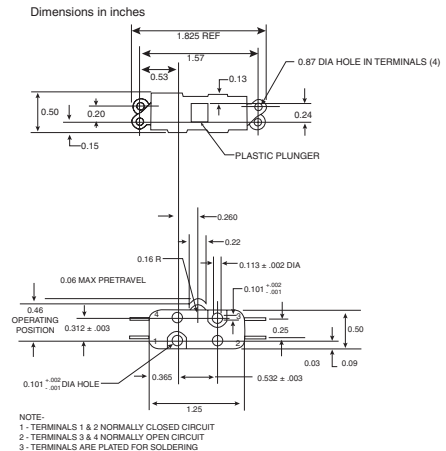 Dimensions in inches
1.825 REF
1.57
0.53
0.87 DIA HOLE IN TERMINALS (4)
0.13
0.50
0.20
0.24
0.15
PLASTIC PLUNGER
0.260
0.22
0.16 R
0.113 ± .002 DIA
0.06 MAX PRETRAVEL
0.101 +.002 -.001
0.46
OPERATING
POSITION
0.312 ± .003
4
3
0.25
0.50
1
2
0.03
0.09
0.101 +.002 -.001 DIA HOLE
0.365
0.532 ± .003
1.25
NOTE-
1 - TERMINALS 1 & 2 NORMALLY CLOSED CIRCUIT
2 - TERMINALS 3 & 4 NORMALLY OPEN CIRCUIT
3 - TERMINALS ARE PLATED FOR SOLDERING